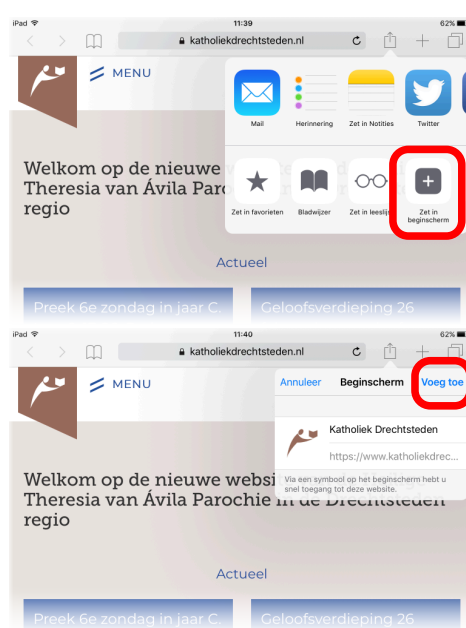 iPad 11:39 62%
katholiekdrechtsteden.nl
MENU
Mail Herinnering Zet in Notities Twitter
Welkom op de nieuwe
Theresia van Ávila Paro
regio
Zet in favorieten Bladwijzer Zet in leeslijst Zet in
beginscherm
Actueel
Preek 6e zondag in jaar C. Geloofsverdieping 26
iPad 11:40 62%
katholiekdrechtsteden.nl
MENU
Annuleer Beginscherm Voeg toe
Katholiek Drechtsteden
https://www.katholiekdrec...
Via een symbool op het beginscherm hebt u
snel toegang tot deze website.
Welkom op de nieuwe websi
Theresia van Ávila Parochie in de Drechtsteden
regio
Actueel
Preek 6e zondag in jaar C. Geloofsverdieping 26